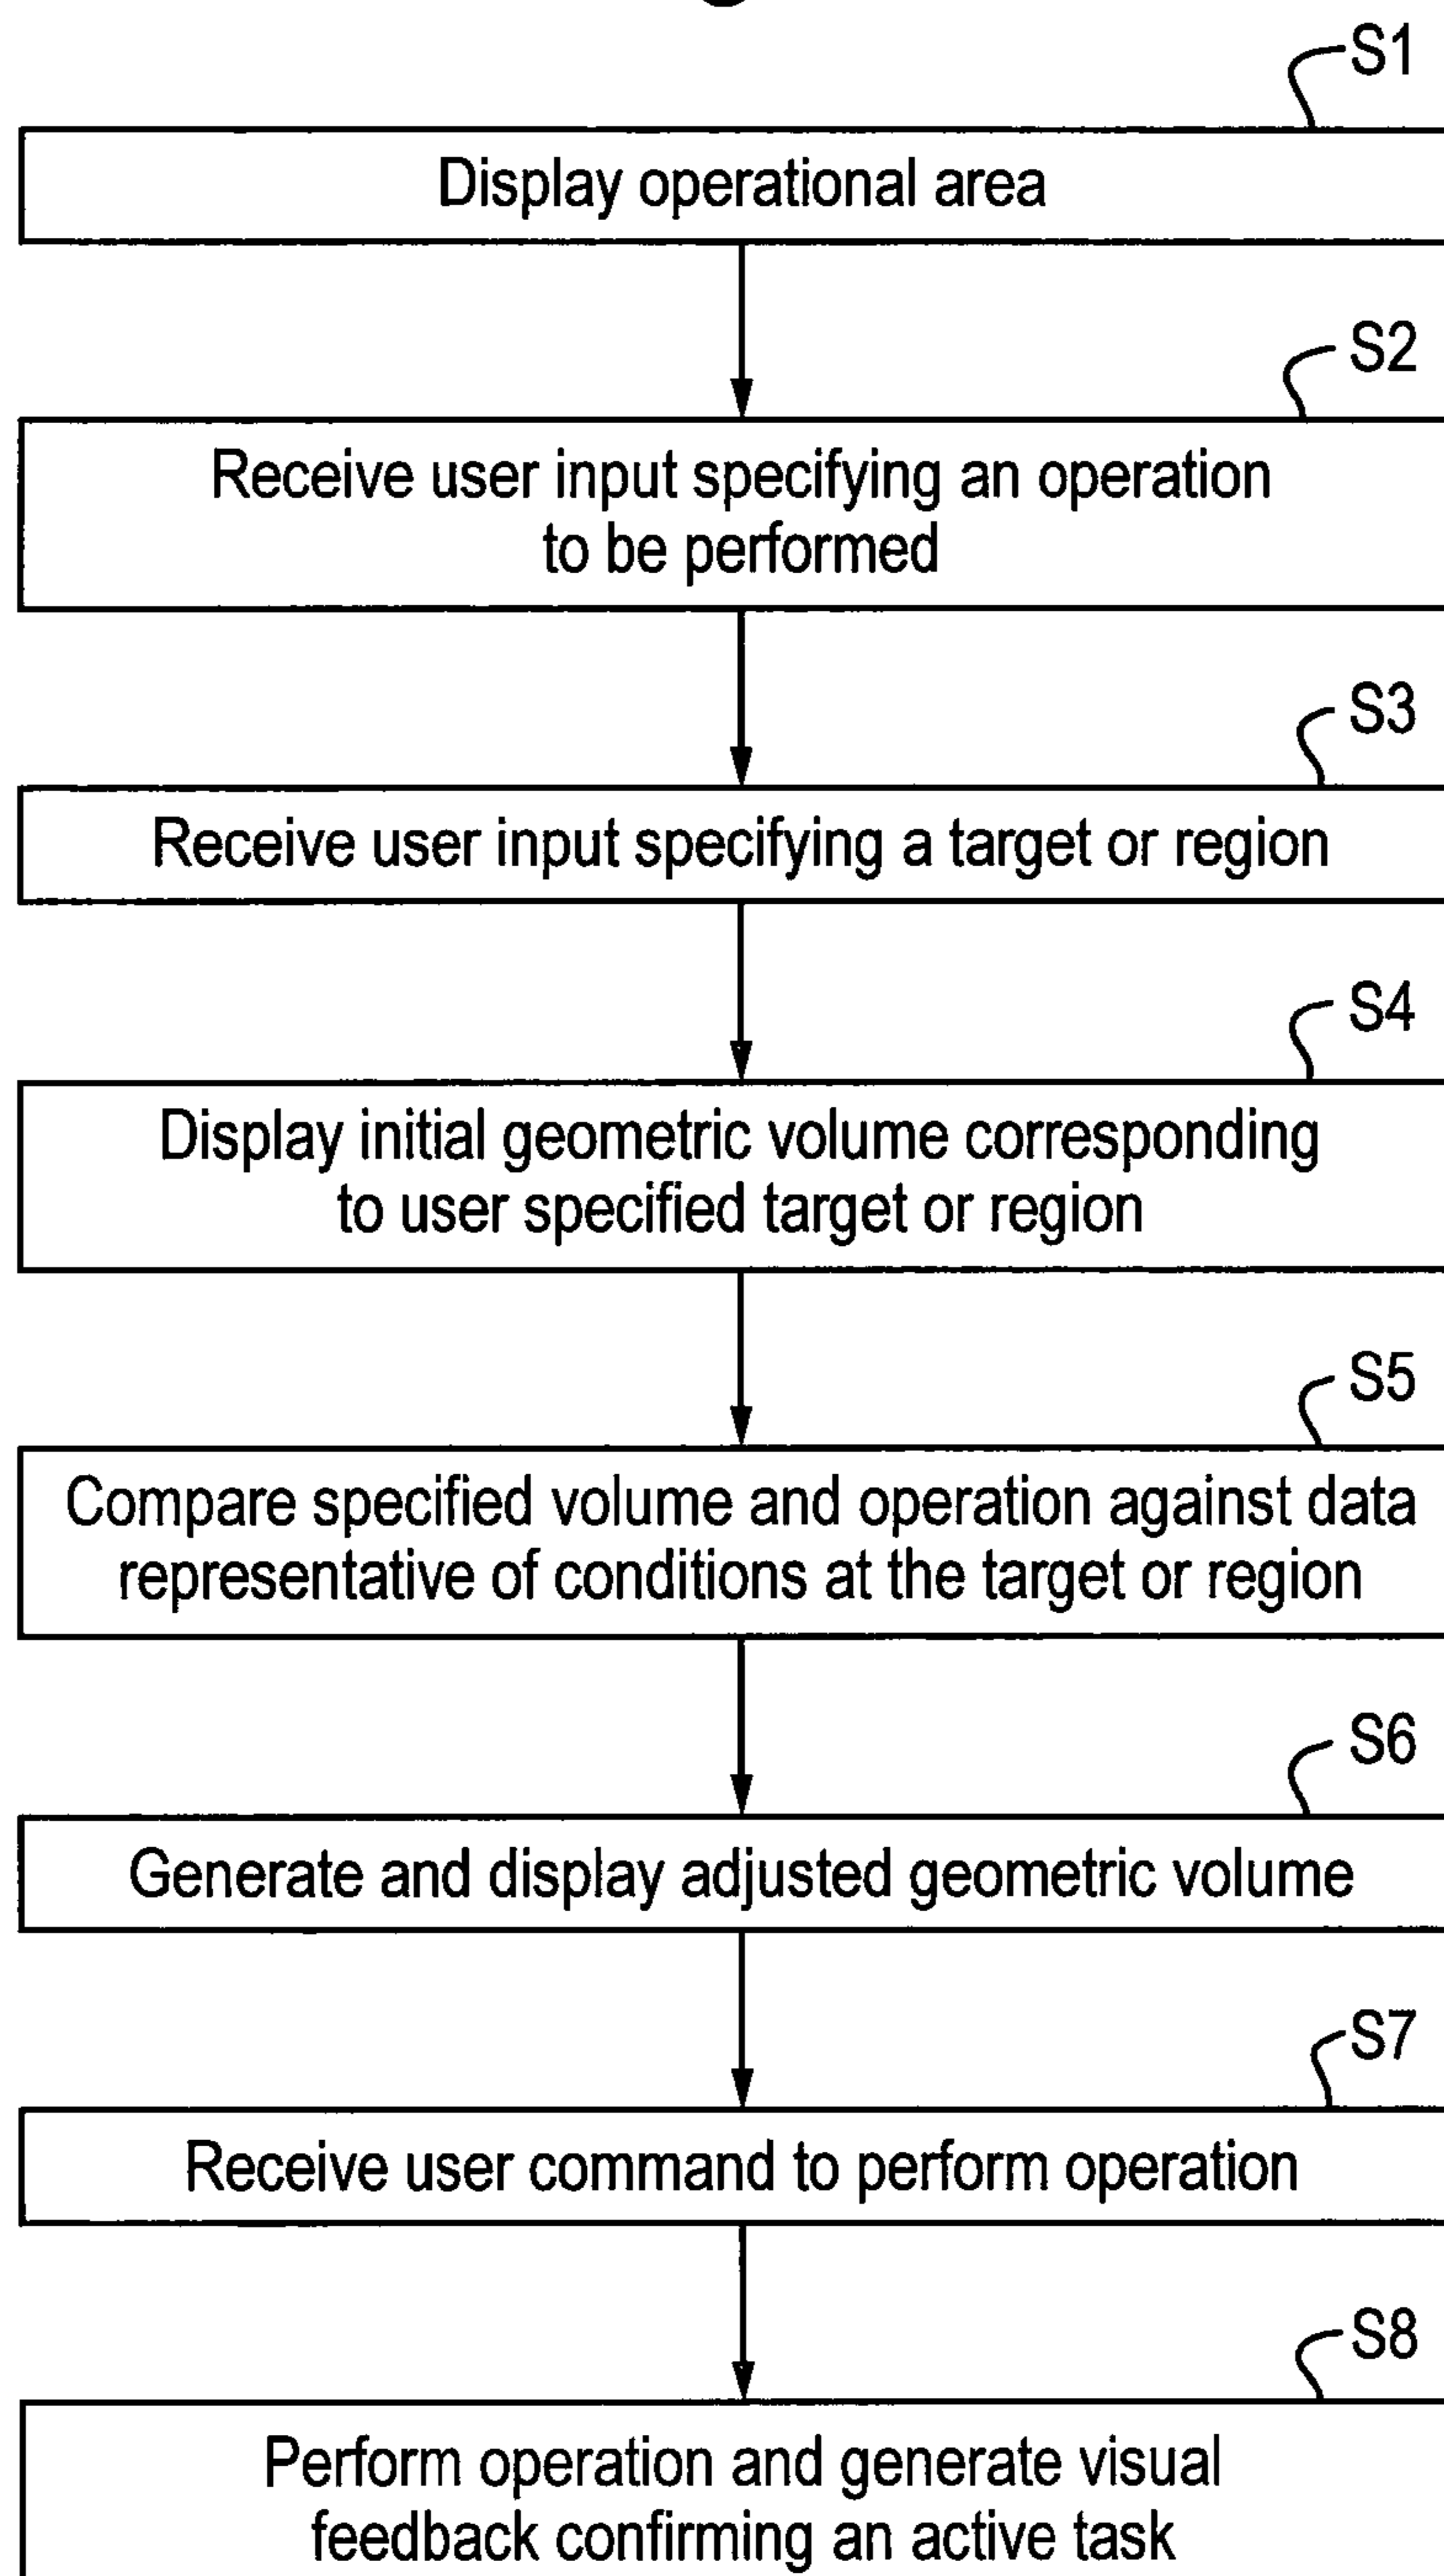 S1
Display operational area
S2
Receive user input specifying an operation
to be performed
S3
Receive user input specifying a target or region
S4
Display initial geometric volume corresponding
to user specified target or region
S5
Compare specified volume and operation against data
representative of conditions at the target or region
S6
Generate and display adjusted geometric volume
S7
Receive user command to perform operation
S8
Perform operation and generate visual
feedback confirming an active task